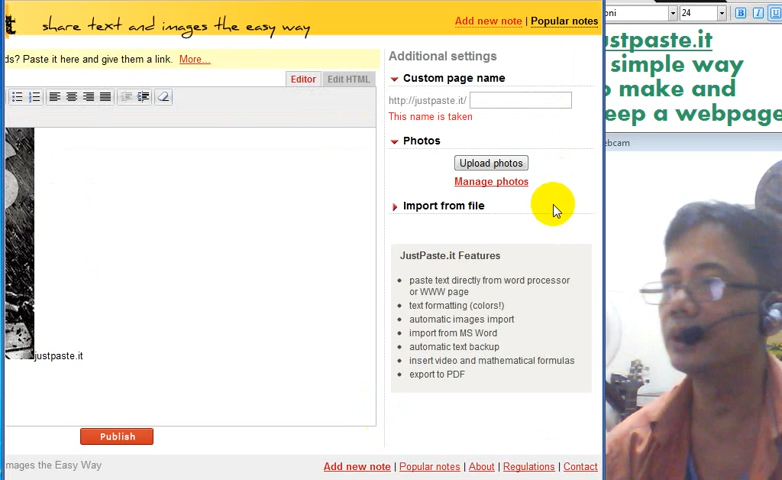 share text and images the easy way
Add new note | Popular notes
ds? Paste it here and give them a link. More...
Editor
Edit HTML
Additional settings
Custom page name
http://justpaste.it/
This name is taken
Photos
Upload photos
Manage photos
Import from file
JustPaste.it Features
paste text directly from word processor
or WWW page
text formatting (colors!)
automatic images import
import from MS Word
automatic text backup
insert video and mathematical formulas
export to PDF
justpaste.it
Publish
mages the Easy Way
Add new note | Popular notes | About | Regulations | Contact
oni
24
B
I
U
ustpaste.it
simple way
o make and
eep a webpage
ebcam